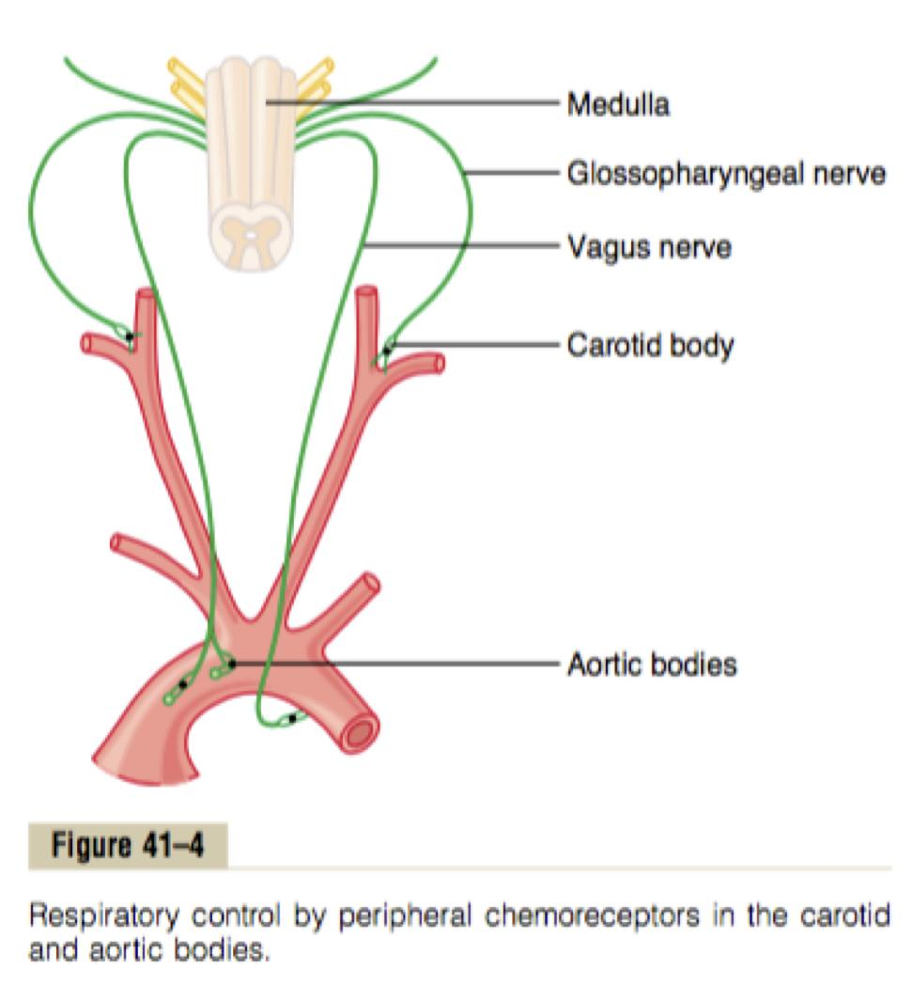 Medulla
Glossopharyngeal nerve
Vagus nerve
Carotid body
Aortic bodies
Figure 41–4
Respiratory control by peripheral chemoreceptors in the carotid
and aortic bodies.